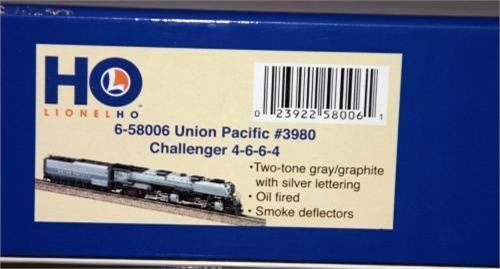 HO
LIONEL HO™
0 23922 58006 1
6-58006 Union Pacific #3980
Challenger 4-6-6-4
•Two-tone gray/graphite
with silver lettering
•Oil fired
•Smoke deflectors